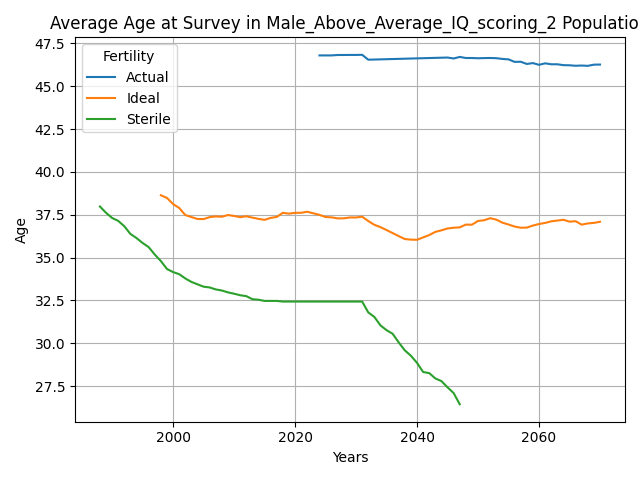 Average Age at Survey in Male_Above_Average_IQ_scoring_2 Populatio
47.5
45.0
42.5
40.0
37.5
35.0
32.5
30.0
27.5
Age
Fertility
Actual
Ideal
Sterile
2000 2020 2040 2060
Years